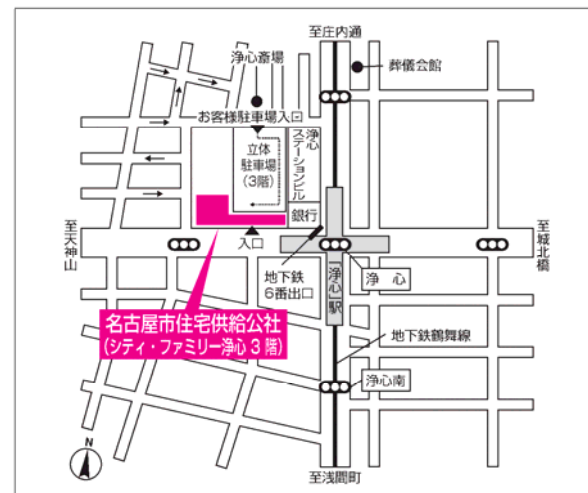 至庄内通
浄心斎場
葬儀会館
お客様駐車場入口
立体
駐車場
(3階)
浄心
ステーションビル
銀行
至天神山
入口
至城北橋
地下鉄
6番出口
「浄心」駅
浄心
名古屋市住宅供給公社
(シティ・ファミリー浄心3階)
地下鉄鶴舞線
浄心南
N
至浅間町